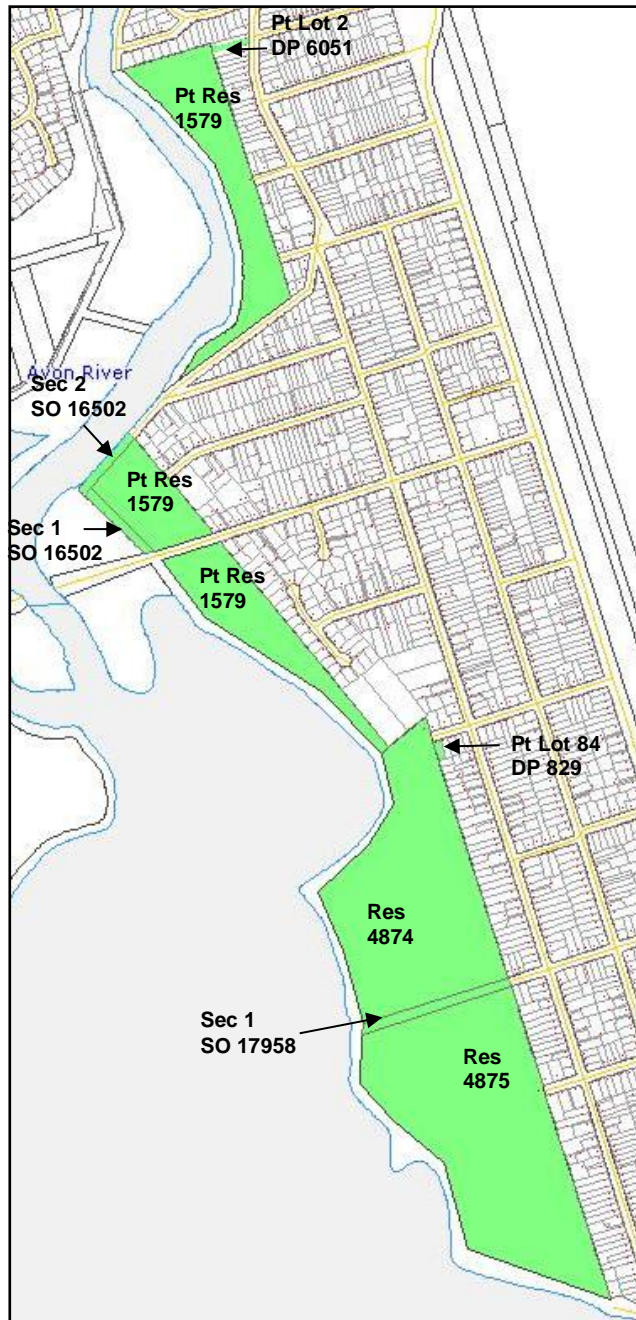 Pt Lot 2
DP 6051
Pt Res
1579
Avon River
Sec 2
SO 16502
Pt Res
1579
Sec 1
SO 16502
Pt Res
1579
Pt Lot 84
DP 829
Res
4874
Sec 1
SO 17958
Res
4875